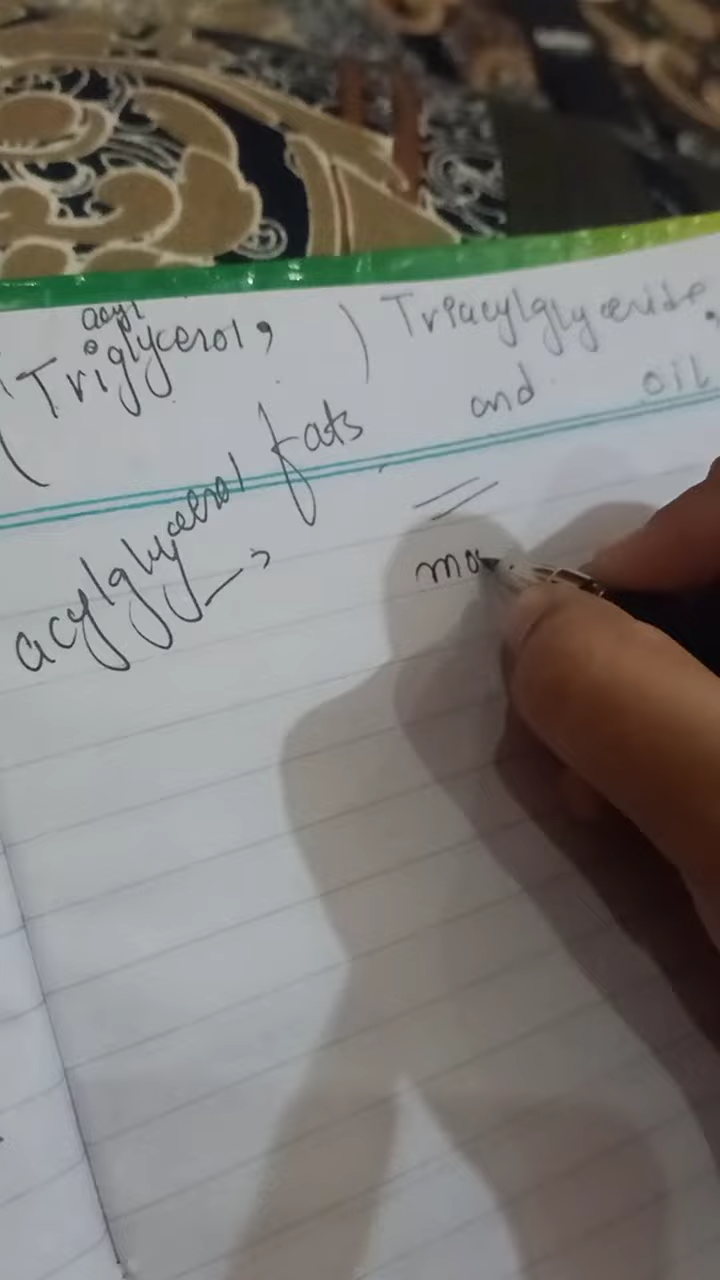 acyl
(Triglycerol, ) Triacylglyceride.
acylglycerol fats and oil
mo